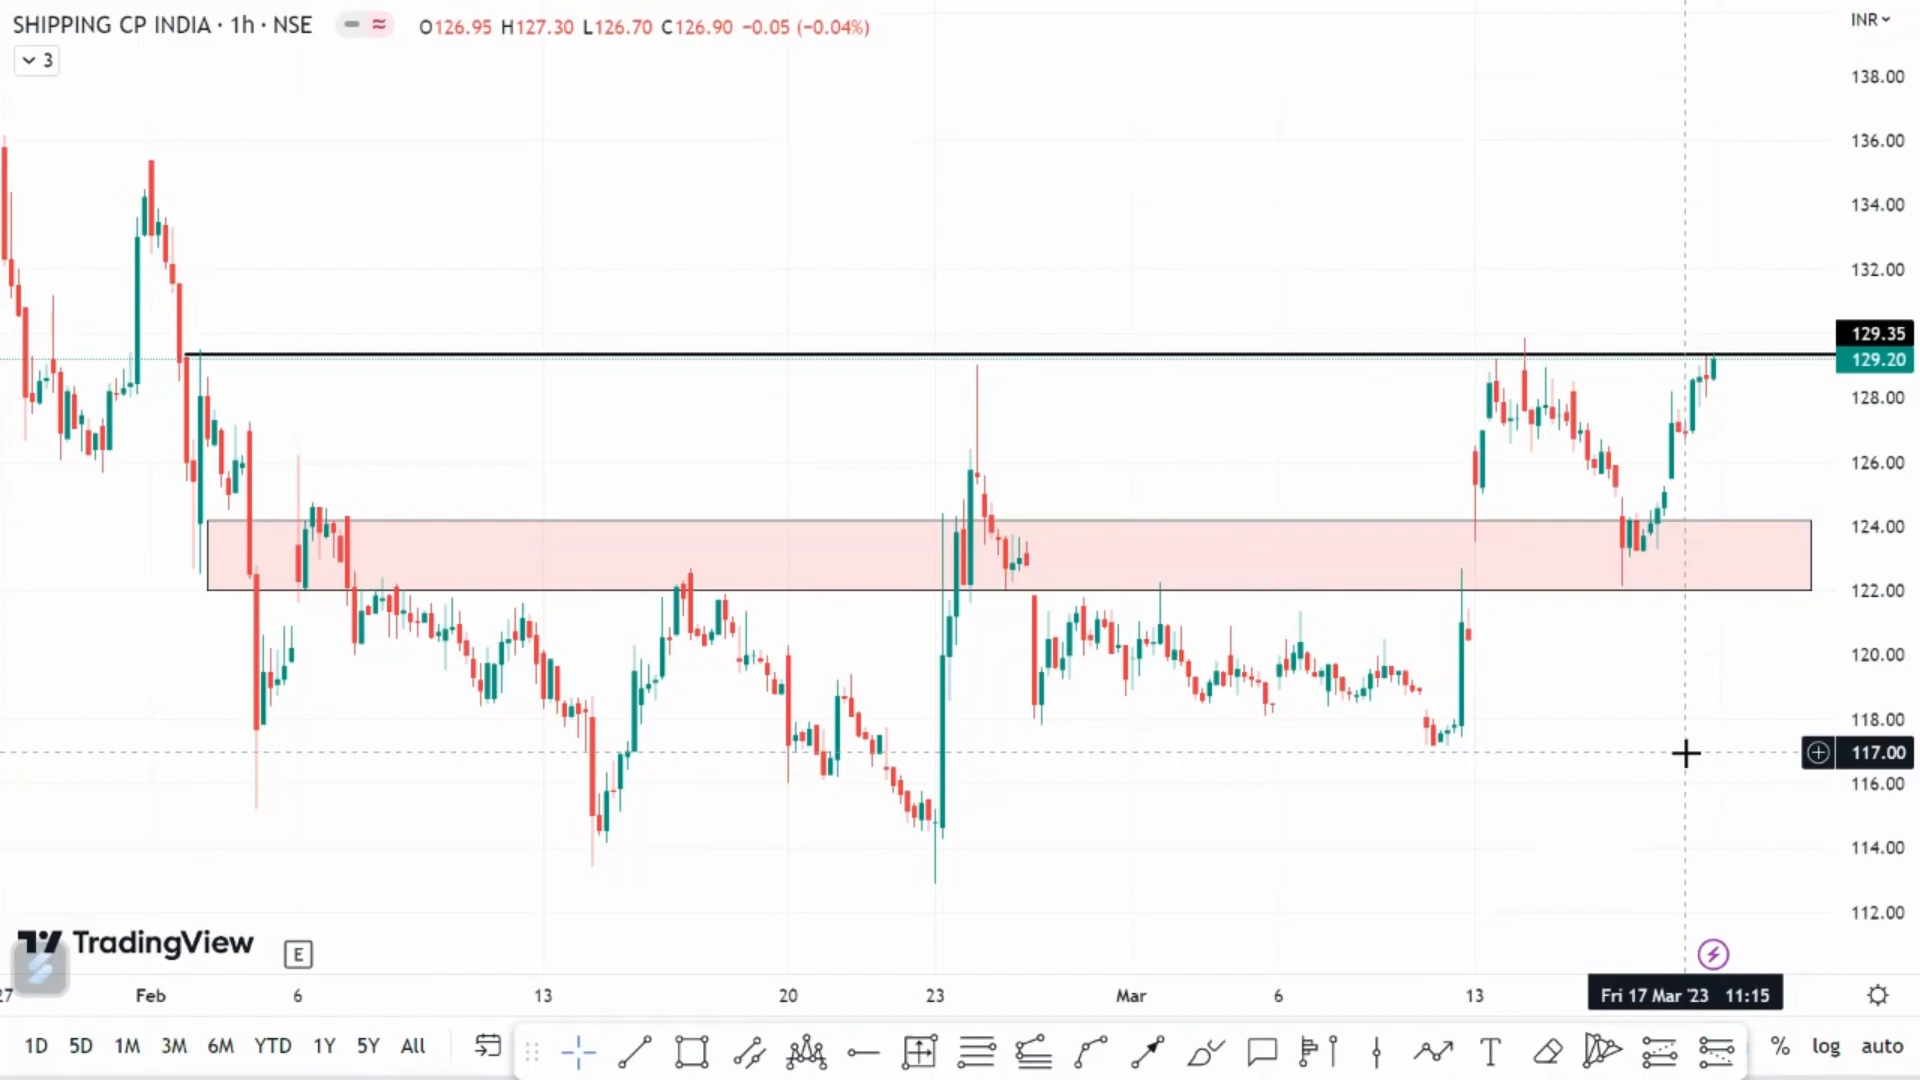 SHIPPING CP INDIA · 1h · NSE
O126.95 H127.30 L126.70 C126.90 −0.05 (−0.04%)
INR
3
138.00
136.00
134.00
132.00
129.35
129.20
128.00
126.00
124.00
122.00
120.00
118.00
117.00
116.00
114.00
112.00
TradingView
E
27 Feb 6 13 20 23 Mar 6 13 Fri 17 Mar '23 11:15
1D 5D 1M 3M 6M YTD 1Y 5Y All
T
% log auto